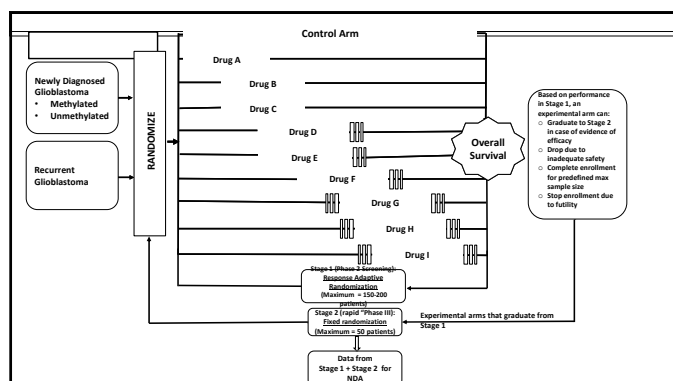 Control Arm
Newly Diagnosed
Glioblastoma
• Methylated
• Unmethylated
Recurrent
Glioblastoma
RANDOMIZE
Drug A
Drug B
Drug C
Drug D
Drug E
Drug F
Drug G
Drug H
Drug I
Overall
Survival
Based on performance
in Stage 1, an
experimental arm can:
o Graduate to Stage 2
in case of evidence of
efficacy
o Drop due to
inadequate safety
o Complete enrollment
for predefined max
sample size
o Stop enrollment due
to futility
Stage 1 (Phase 2 Screening):
Response Adaptive
Randomization
(Maximum = 150-200
patients)
Stage 2 (rapid "Phase III):
Fixed randomization
(Maximum = 50 patients)
Experimental arms that graduate from
Stage 1
Data from
Stage 1 + Stage 2 for
NDA